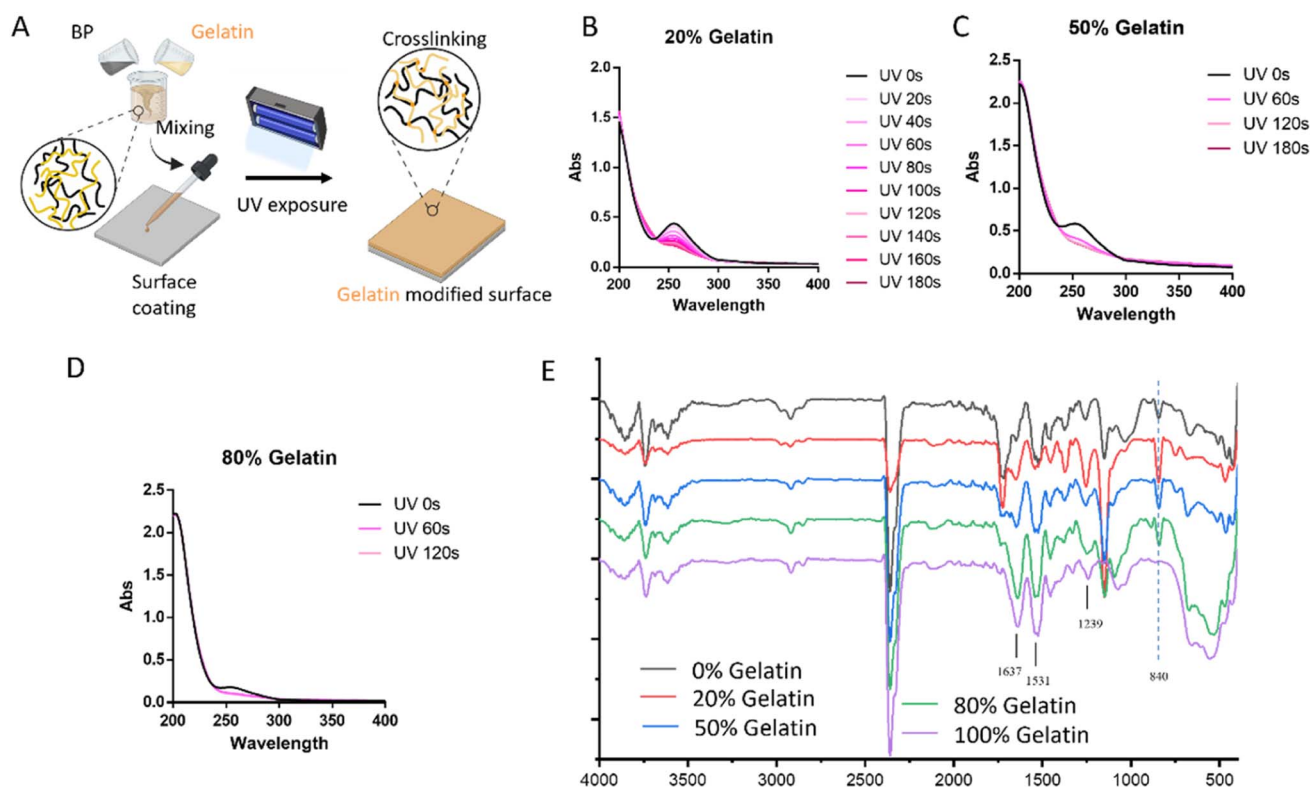 A
BP
Gelatin
Mixing
Surface
coating
UV exposure
Crosslinking
Gelatin modified surface
B
20% Gelatin
Abs
2.0
1.5
1.0
0.5
0.0
200 250 300 350 400
Wavelength
UV 0s
UV 20s
UV 40s
UV 60s
UV 80s
UV 100s
UV 120s
UV 140s
UV 160s
UV 180s
C
50% Gelatin
Abs
2.5
2.0
1.5
1.0
0.5
0.0
200 250 300 350 400
Wavelength
UV 0s
UV 60s
UV 120s
UV 180s
D
80% Gelatin
Abs
2.5
2.0
1.5
1.0
0.5
0.0
200 250 300 350 400
Wavelength
UV 0s
UV 60s
UV 120s
E
1637
1531
1239
840
0% Gelatin
20% Gelatin
50% Gelatin
80% Gelatin
100% Gelatin
4000 3500 3000 2500 2000 1500 1000 500